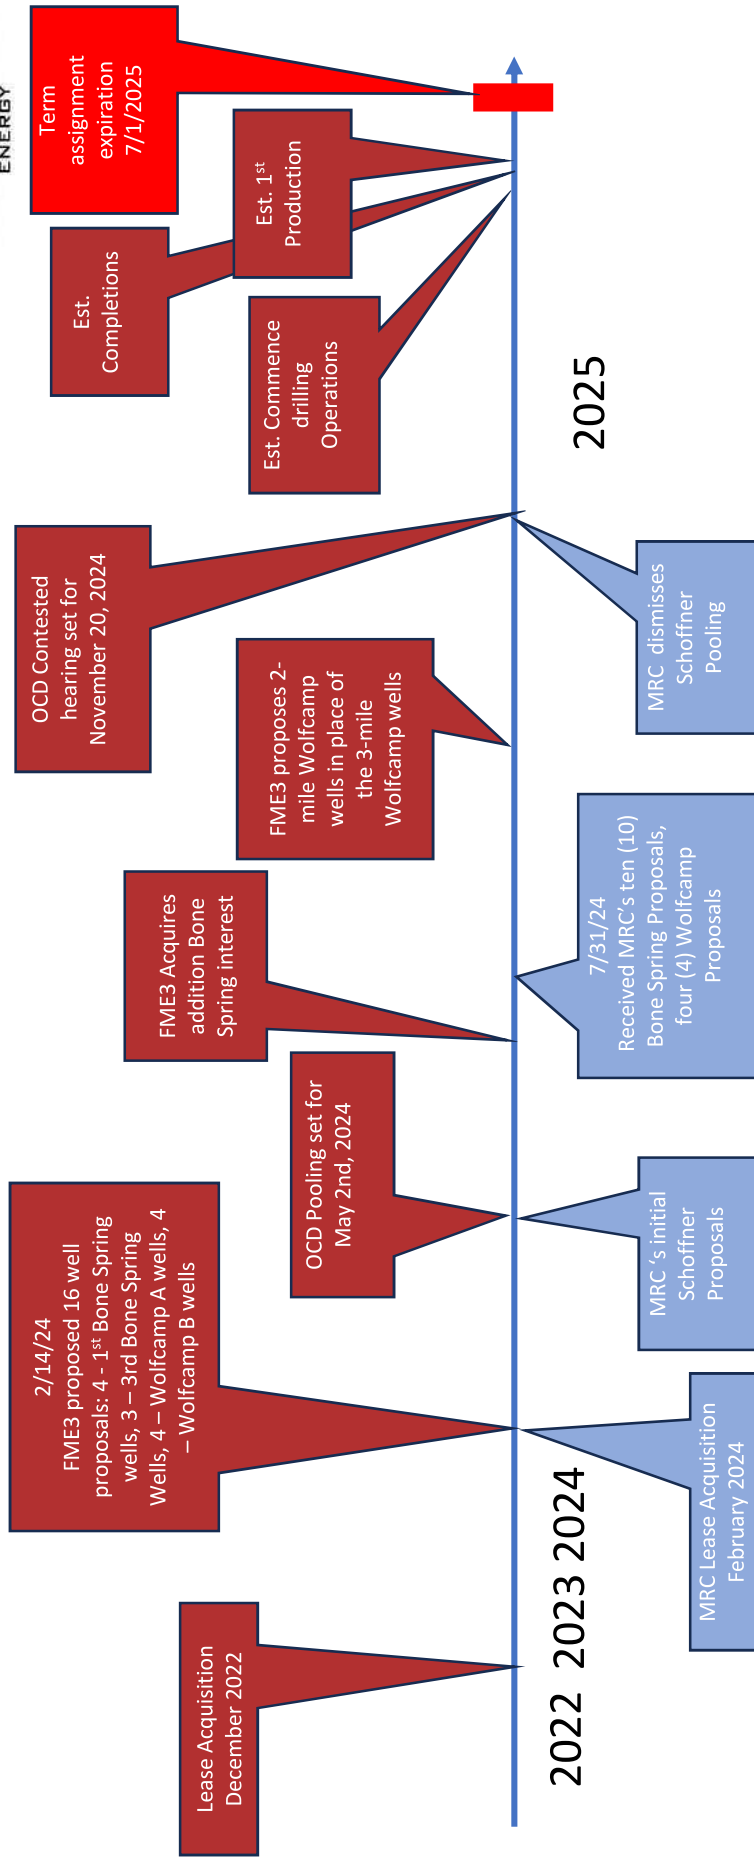 ENERGY
Lease Acquisition
December 2022
2/14/24
FME3 proposed 16 well
proposals: 4 - 1st Bone Spring
wells, 3 – 3rd Bone Spring
Wells, 4 – Wolfcamp A wells, 4
– Wolfcamp B wells
OCD Pooling set for
May 2nd, 2024
FME3 Acquires
addition Bone
Spring interest
FME3 proposes 2-
mile Wolfcamp
wells in place of
the 3-mile
Wolfcamp wells
OCD Contested
hearing set for
November 20, 2024
Est. Commence
drilling
Operations
Est.
Completions
Est. 1st
Production
Term
assignment
expiration
7/1/2025
2022 2023 2024
2025
MRC Lease Acquisition
February 2024
MRC ‘s initial
Schoffner
Proposals
7/31/24
Received MRC’s ten (10)
Bone Spring Proposals,
four (4) Wolfcamp
Proposals
MRC dismisses
Schoffner
Pooling